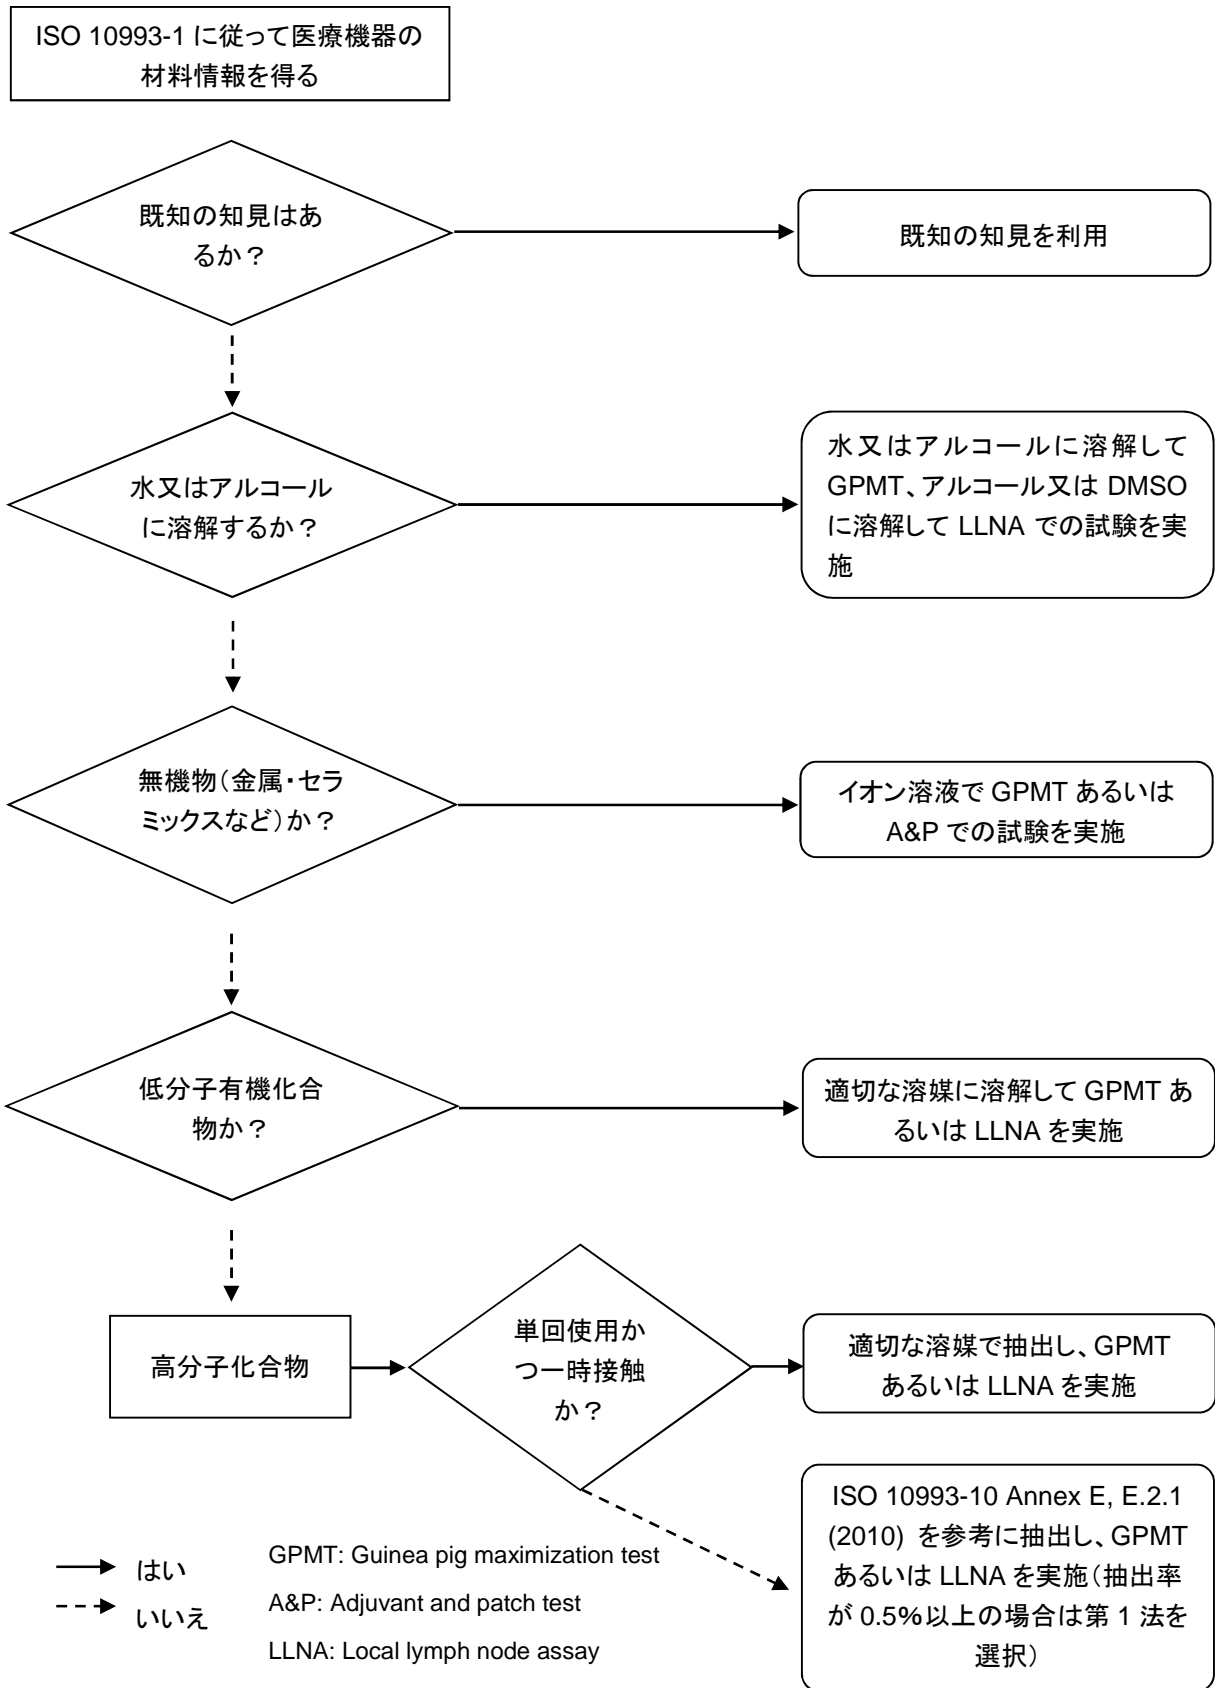 ISO 10993-1 に従って医療機器の
材料情報を得る
既知の知見はあ
るか？
既知の知見を利用
水又はアルコール
に溶解するか？
水又はアルコールに溶解して
GPMT、アルコール又は DMSO
に溶解して LLNA での試験を実
施
無機物（金属・セラ
ミックスなど）か？
イオン溶液で GPMT あるいは
A&P での試験を実施
低分子有機化合
物か？
適切な溶媒に溶解して GPMT あ
るいは LLNA を実施
高分子化合物
単回使用か
つ一時接触
か？
適切な溶媒で抽出し、GPMT
あるいは LLNA を実施
ISO 10993-10 Annex E, E.2.1
(2010) を参考に抽出し、GPMT
あるいは LLNA を実施（抽出率
が 0.5%以上の場合は第 1 法を
選択）
はい
いいえ
GPMT: Guinea pig maximization test
A&P: Adjuvant and patch test
LLNA: Local lymph node assay